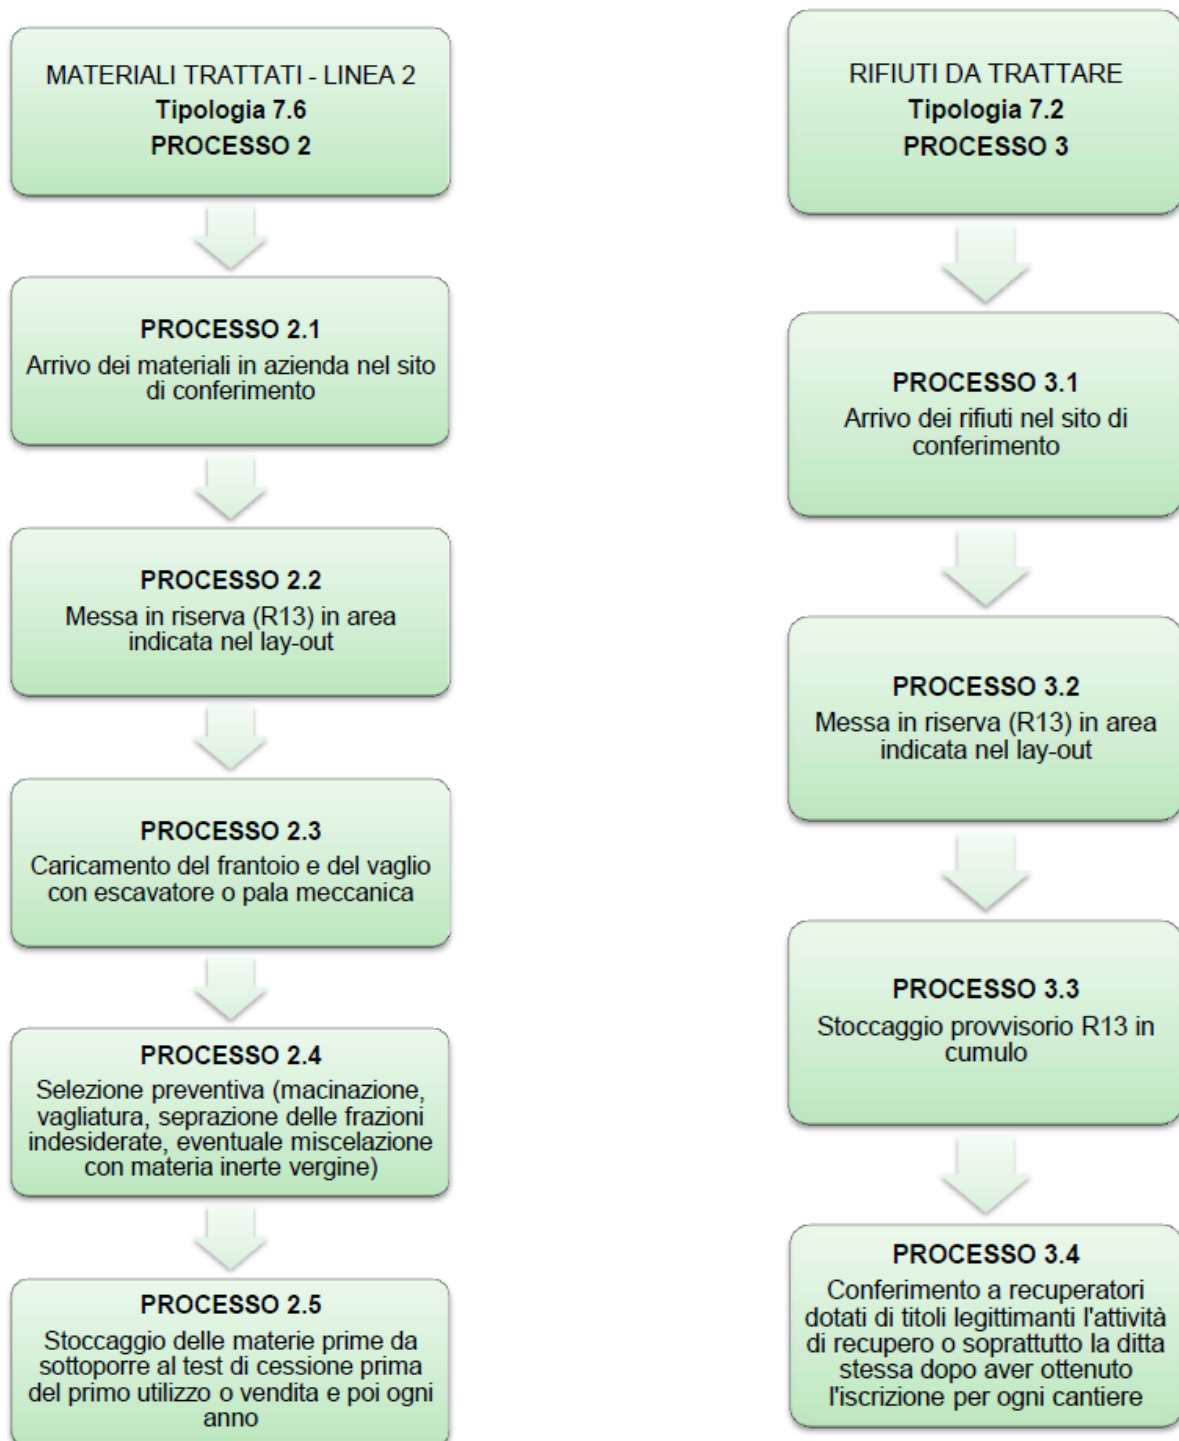 MATERIALI TRATTATI - LINEA 2
Tipologia 7.6
PROCESSO 2
PROCESSO 2.1
Arrivo dei materiali in azienda nel sito
di conferimento
PROCESSO 2.2
Messa in riserva (R13) in area
indicata nel lay-out
PROCESSO 2.3
Caricamento del frantoio e del vaglio
con escavatore o pala meccanica
PROCESSO 2.4
Selezione preventiva (macinazione,
vagliatura, seprazione delle frazioni
indesiderate, eventuale miscelazione
con materia inerte vergine)
PROCESSO 2.5
Stoccaggio delle materie prime da
sottoporre al test di cessione prima
del primo utilizzo o vendita e poi ogni
anno
RIFIUTI DA TRATTARE
Tipologia 7.2
PROCESSO 3
PROCESSO 3.1
Arrivo dei rifiuti nel sito di
conferimento
PROCESSO 3.2
Messa in riserva (R13) in area
indicata nel lay-out
PROCESSO 3.3
Stoccaggio provvisorio R13 in
cumulo
PROCESSO 3.4
Conferimento a recuperatori
dotati di titoli legittimanti l'attività
di recupero o soprattutto la ditta
stessa dopo aver ottenuto
l'iscrizione per ogni cantiere